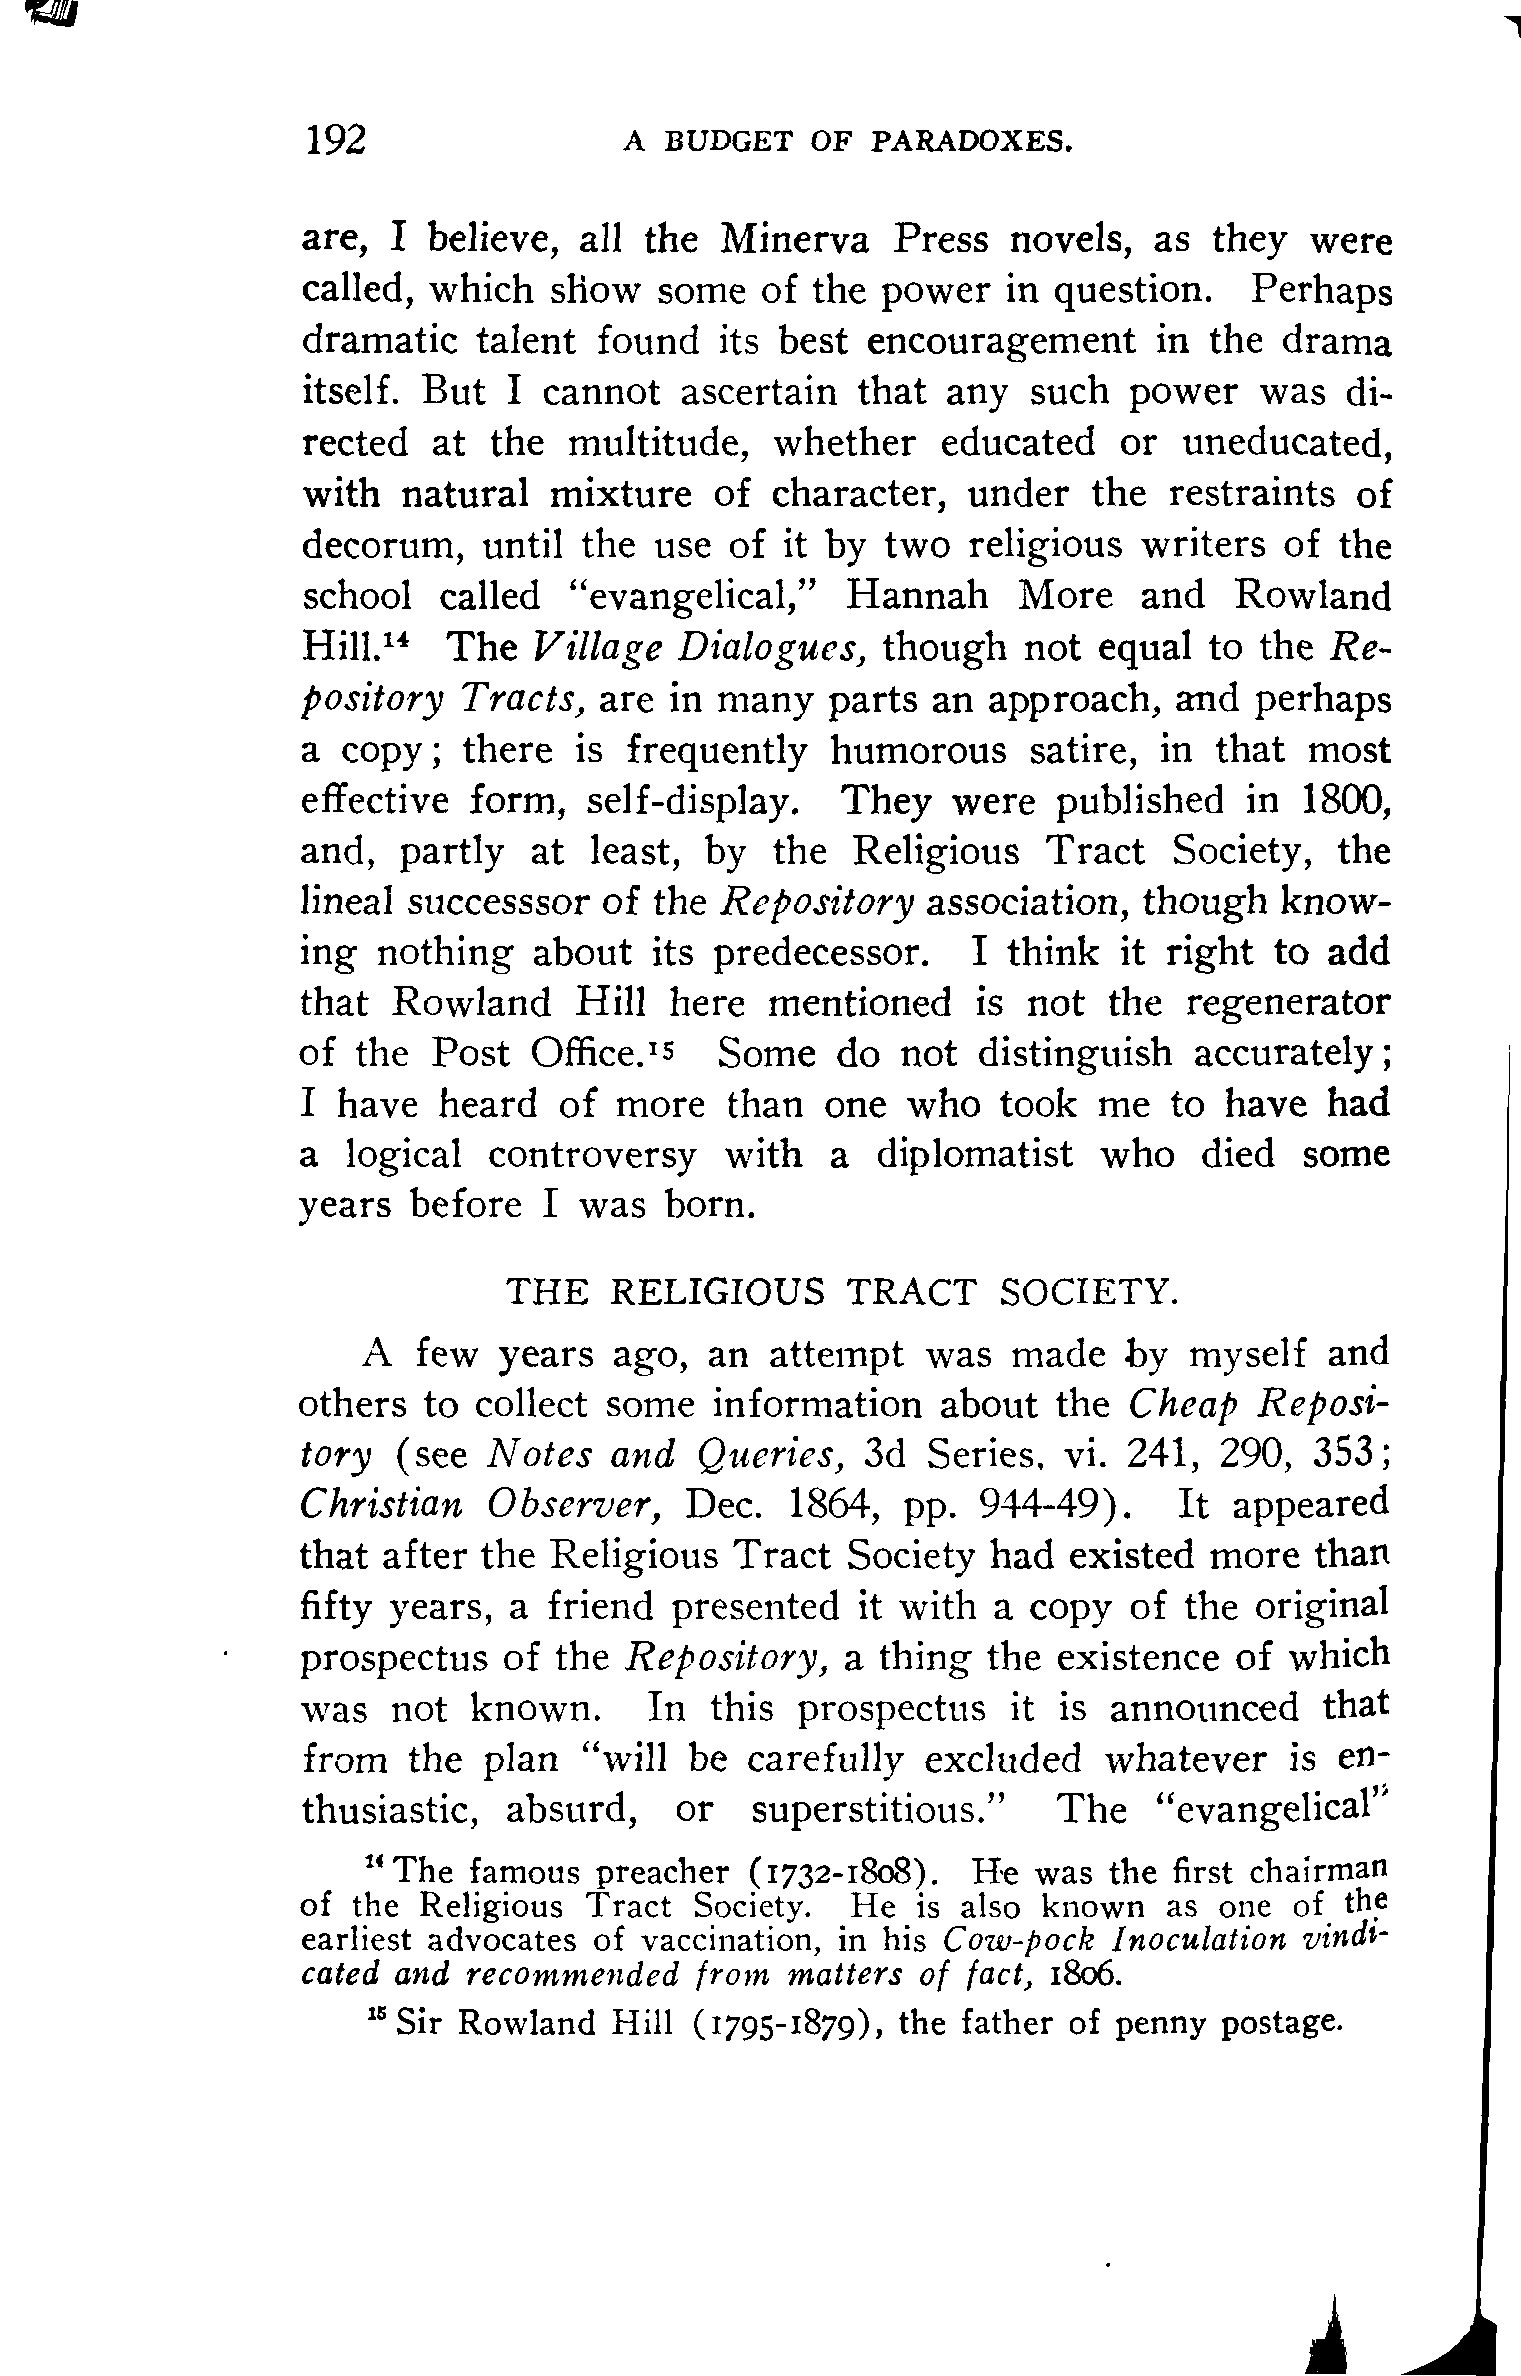 192 A BUDGET OF PARADOXES.
are, I believe, all the Minerva Press novels, as they were
called, which show some of the power in question. Perhaps
dramatic talent found its best encouragement in the drama
itself. But I cannot ascertain that any such power was di-
rected at the multitude, whether educated or uneducated,
with natural mixture of character, under the restraints of
decorum, until the use of it by two religious writers of the
school called “evangelical,” Hannah More and Rowland
Hill.¹⁴ The Village Dialogues, though not equal to the Re-
pository Tracts, are in many parts an approach, and perhaps
a copy; there is frequently humorous satire, in that most
effective form, self-display. They were published in 1800,
and, partly at least, by the Religious Tract Society, the
lineal successsor of the Repository association, though know-
ing nothing about its predecessor. I think it right to add
that Rowland Hill here mentioned is not the regenerator
of the Post Office.¹⁵ Some do not distinguish accurately;
I have heard of more than one who took me to have had
a logical controversy with a diplomatist who died some
years before I was born.
THE RELIGIOUS TRACT SOCIETY.
A few years ago, an attempt was made by myself and
others to collect some information about the Cheap Reposi-
tory (see Notes and Queries, 3d Series, vi. 241, 290, 353;
Christian Observer, Dec. 1864, pp. 944-49). It appeared
that after the Religious Tract Society had existed more than
fifty years, a friend presented it with a copy of the original
prospectus of the Repository, a thing the existence of which
was not known. In this prospectus it is announced that
from the plan “will be carefully excluded whatever is en-
thusiastic, absurd, or superstitious.” The “evangelical”
¹⁴ The famous preacher (1732-1808). He was the first chairman
of the Religious Tract Society. He is also known as one of the
earliest advocates of vaccination, in his Cow-pock Inoculation vindi-
cated and recommended from matters of fact, 1806.
¹⁵ Sir Rowland Hill (1795-1879), the father of penny postage.